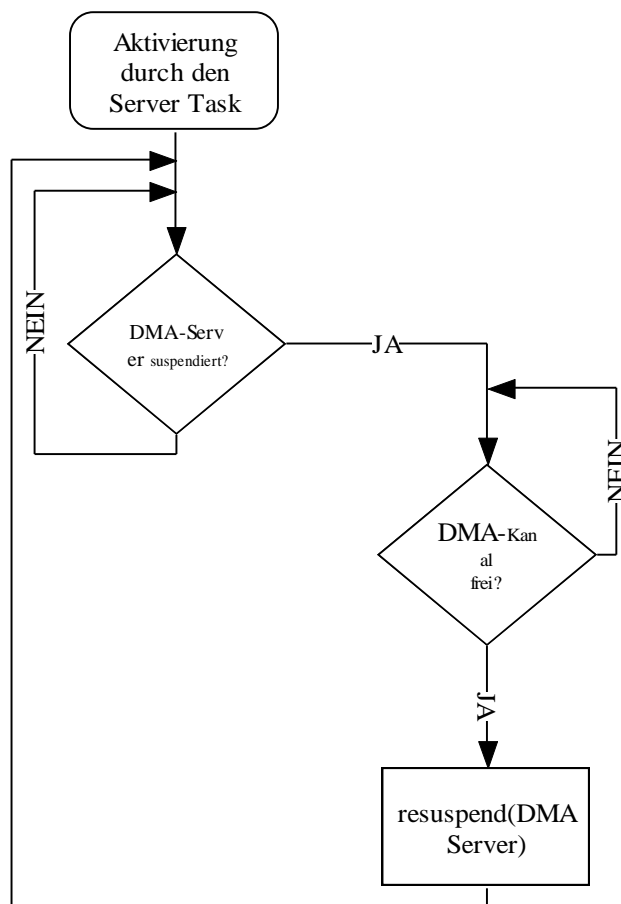 Aktivierung
durch den
Server Task
NEIN
DMA-Serv
er suspendiert?
JA
NEIN
DMA-Kan
al
frei?
JA
resuspend(DMA
Server)